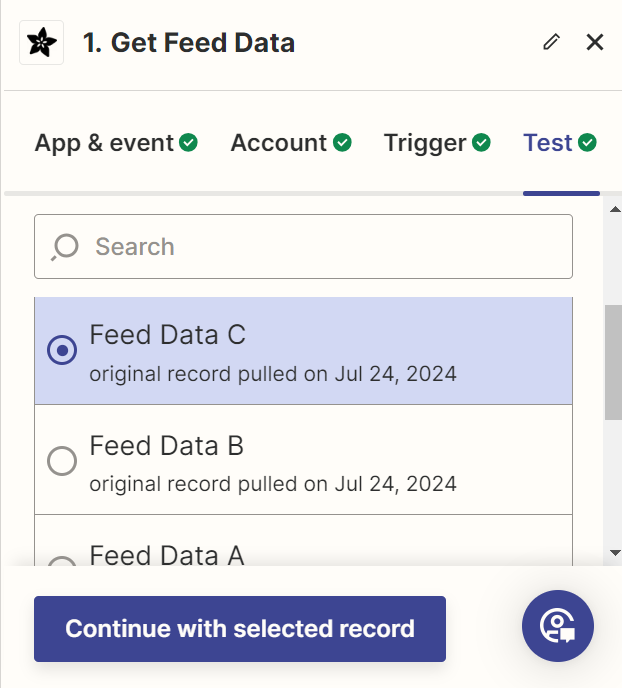 1. Get Feed Data
App & event Account Trigger Test
Search
Feed Data C
original record pulled on Jul 24, 2024
Feed Data B
original record pulled on Jul 24, 2024
Feed Data A
Continue with selected record